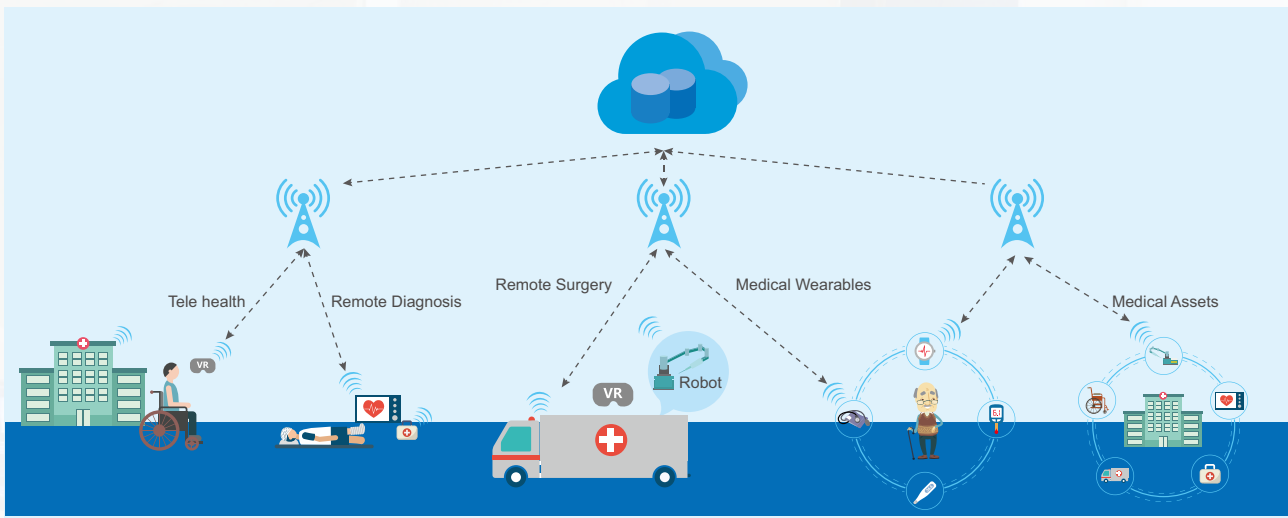 Remote Surgery
Medical Wearables
Tele health
Remote Diagnosis
Medical Assets
VR
Robot
VR